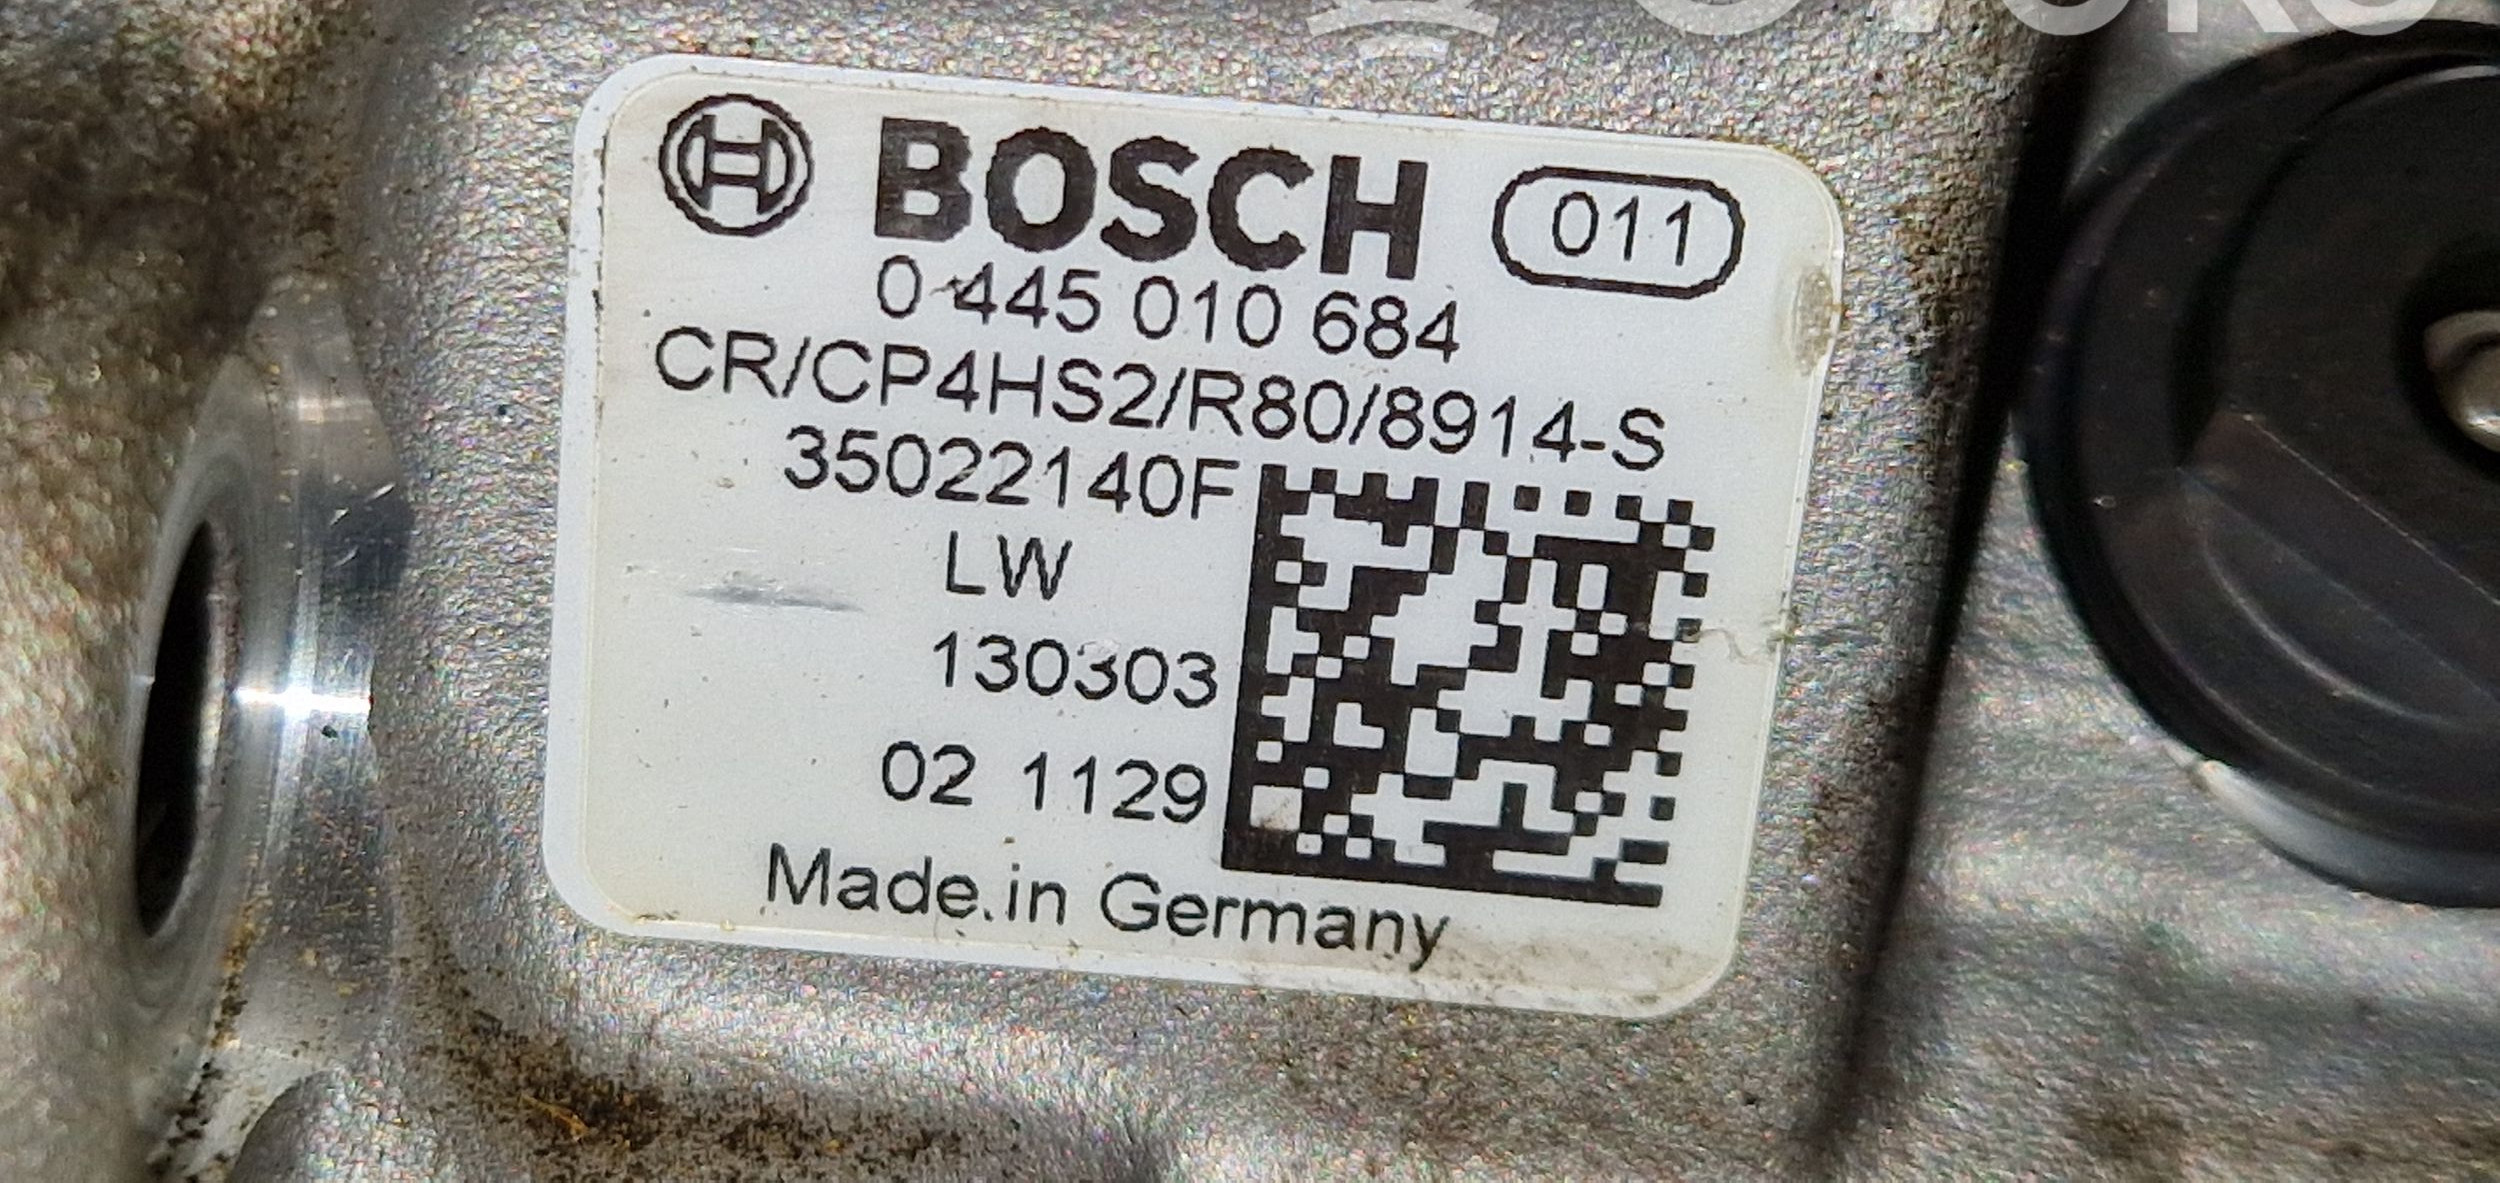 BOSCH 011
0 445 010 684
CR/CP4HS2/R80/8914-S
35022140F
LW
130303
02 1129
Made in Germany